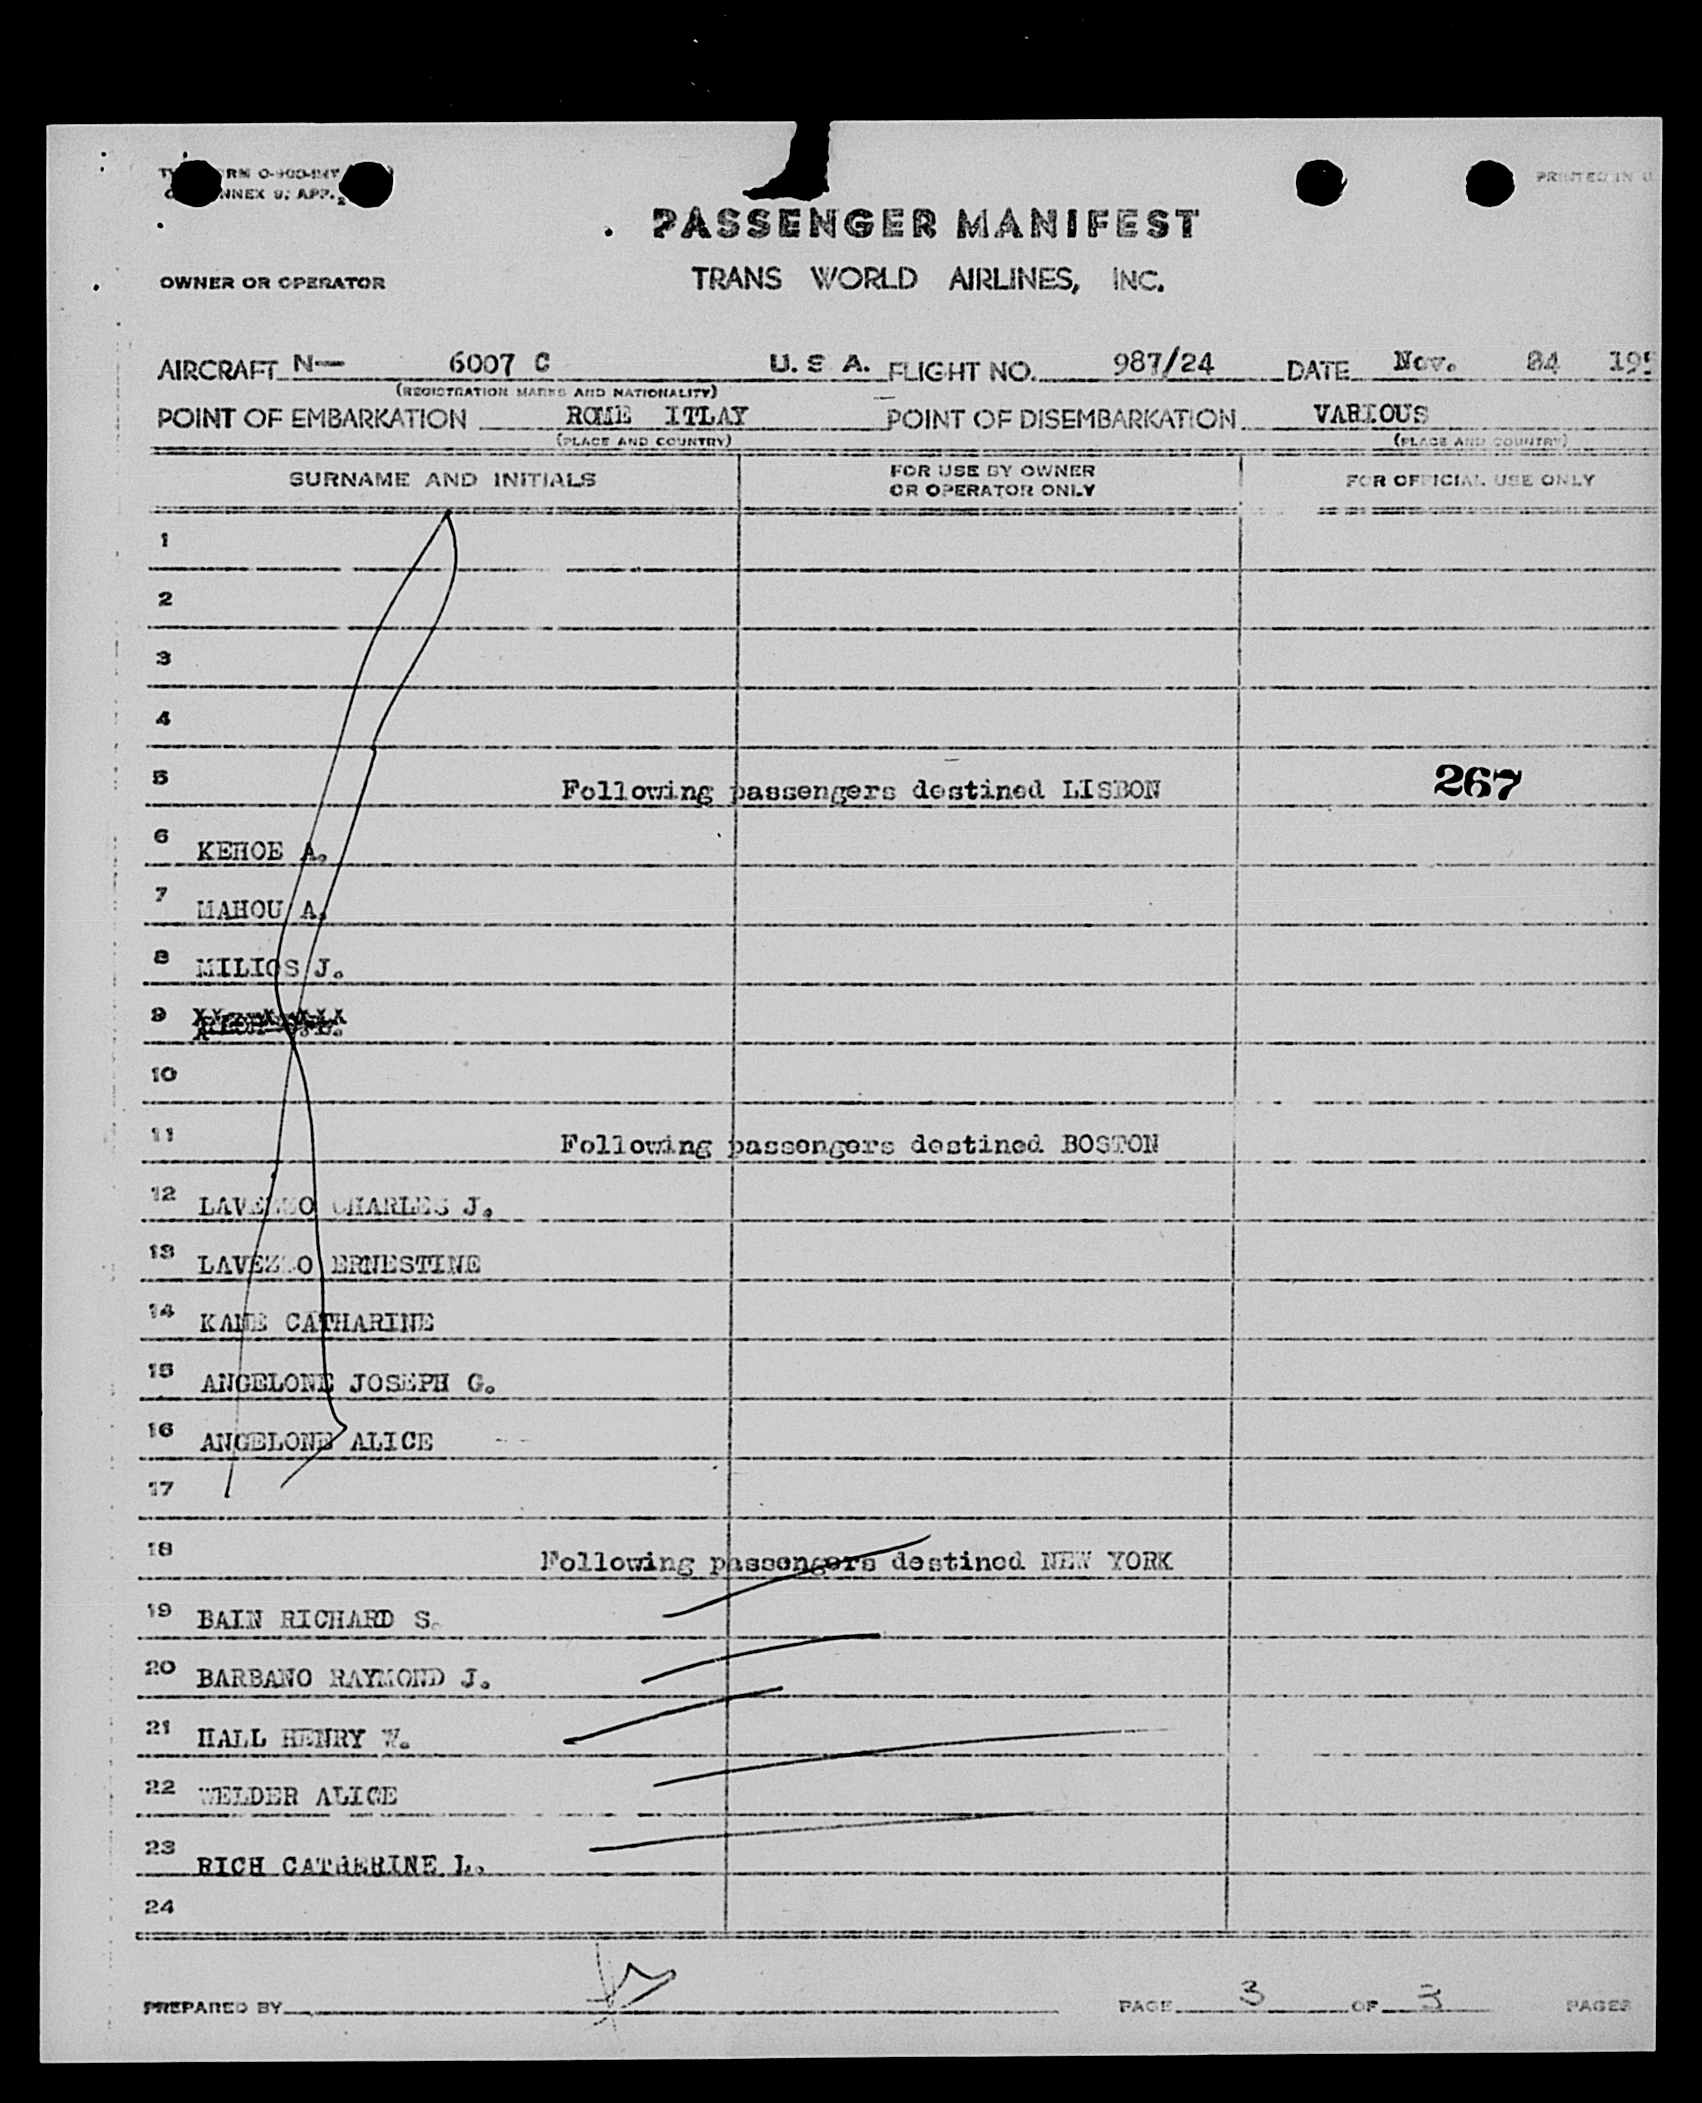 PRINTED IN U
PASSENGER MANIFEST
OWNER OR OPERATOR TRANS WORLD AIRLINES, INC.
AIRCRAFT N— 6007 C U. S A. FLIGHT NO. 987/24 DATE Nov. 195
(REGISTRATION MARKS AND NATIONALITY)
POINT OF EMBARKATION ROME ITLAY POINT OF DISEMBARKATION VARIOUS
(PLACE AND COUNTRY) (PLACE AND COUNTRY)
SURNAME AND INITIALS FOR USE BY OWNER OR OPERATOR ONLY FOR OFFICIAL USE ONLY
1
2
3
4
5 Following passengers destined LISBON 267
6 KEHOE A.
7 MAHOU A.
8 MILIOS J.
9
10
11 Following passengers destined BOSTON
12 LAVEZZO CHARLES J.
13 LAVEZZO ERNESTINE
14 KANE CATHARINE
15 ANGELONE JOSEPH G.
16 ANGELONE ALICE
17
18 Following passengers destined NEW YORK
19 BAIN RICHARD S.
20 BARBANO RAYMOND J.
21 HALL HENRY W.
22 WELDER ALICE
23 RICH CATHERINE L.
24
PREPARED BY PAGE 3 OF 3 PAGES